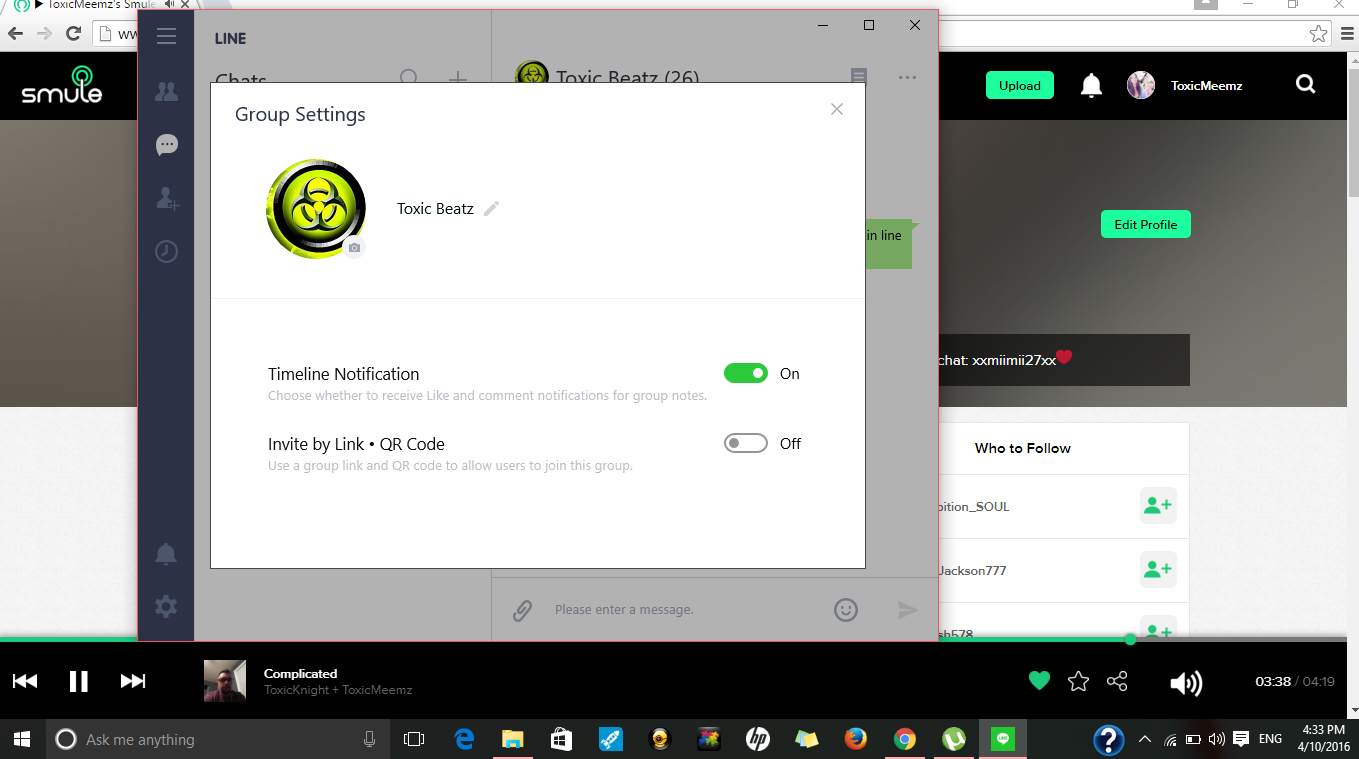 ToxicMeemz's Smule
ww
smule
Upload
ToxicMeemz
Edit Profile
chat: xxmiimii27xx
Who to Follow
bition_SOUL
Jackson777
sh578
LINE
Chats
Toxic Beatz (26)
in line
Group Settings
Toxic Beatz
Timeline Notification
On
Choose whether to receive Like and comment notifications for group notes.
Invite by Link • QR Code
Off
Use a group link and QR code to allow users to join this group.
Please enter a message.
Complicated
ToxicKnight + ToxicMeemz
03:38 / 04:19
Ask me anything
ENG
4:33 PM
4/10/2016